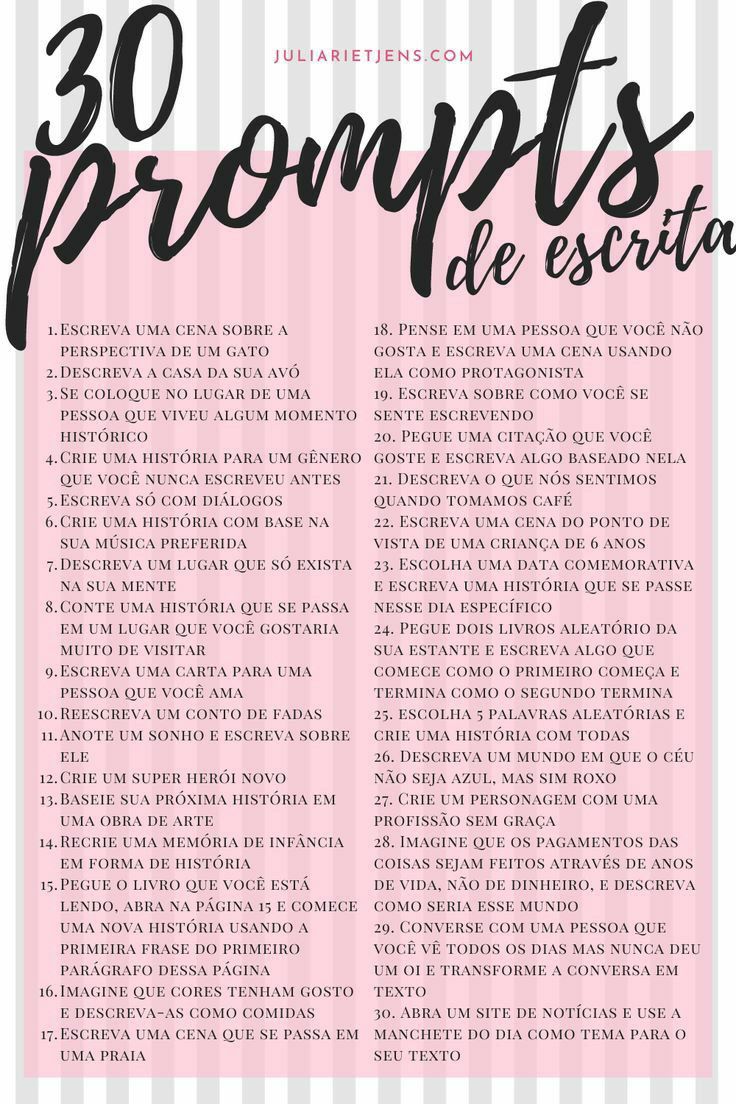 30
JULIARIETJENS.COM
prompts
de escrita
1. Escreva uma cena sobre a
perspectiva de um gato
2. Descreva a casa da sua avó
3. Se coloque no lugar de uma
pessoa que viveu algum momento
histórico
4. Crie uma história para um gênero
que você nunca escreveu antes
5. Escreva só com diálogos
6. Crie uma história com base na
sua música preferida
7. Descreva um lugar que só exista
na sua mente
8. Conte uma história que se passa
em um lugar que você gostaria
muito de visitar
9. Escreva uma carta para uma
pessoa que você ama
10. Reescreva um conto de fadas
11. Anote um sonho e escreva sobre
ele
12. Crie um super herói novo
13. Baseie sua próxima história em
uma obra de arte
14. Recrie uma memória de infância
em forma de história
15. Pegue o livro que você está
lendo, abra na página 15 e comece
uma nova história usando a
primeira frase do primeiro
parágrafo dessa página
16. Imagine que cores tenham gosto
e descreva-as como comidas
17. Escreva uma cena que se passa em
uma praia
18. Pense em uma pessoa que você não
gosta e escreva uma cena usando
ela como protagonista
19. Escreva sobre como você se
sente escrevendo
20. Pegue uma citação que você
goste e escreva algo baseado nela
21. Descreva o que nós sentimos
quando tomamos café
22. Escreva uma cena do ponto de
vista de uma criança de 6 anos
23. Escolha uma data comemorativa
e escreva uma história que se passe
nesse dia específico
24. Pegue dois livros aleatório da
sua estante e escreva algo que
comece como o primeiro começa e
termina como o segundo termina
25. escolha 5 palavras aleatórias e
crie uma história com todas
26. Descreva um mundo em que o céu
não seja azul, mas sim roxo
27. Crie um personagem com uma
profissão sem graça
28. Imagine que os pagamentos das
coisas sejam feitos através de anos
de vida, não de dinheiro, e descreva
como seria esse mundo
29. Converse com uma pessoa que
você vê todos os dias mas nunca deu
um oi e transforme a conversa em
texto
30. Abra um site de notícias e use a
manchete do dia como tema para o
seu texto